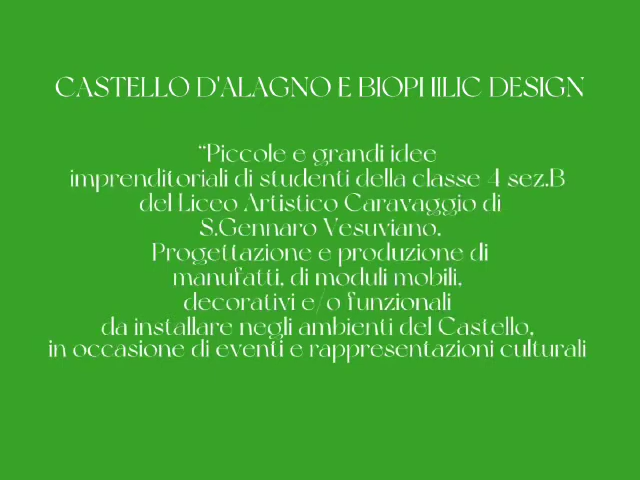 CASTELLO D'ALAGNO E BIOPHILIC DESIGN
“Piccole e grandi idee
imprenditoriali di studenti della classe 4 sez.B
del Liceo Artistico Caravaggio di
S.Gennaro Vesuviano.
Progettazione e produzione di
manufatti, di moduli mobili,
decorativi e/o funzionali
da installare negli ambienti del Castello,
in occasione di eventi e rappresentazioni culturali